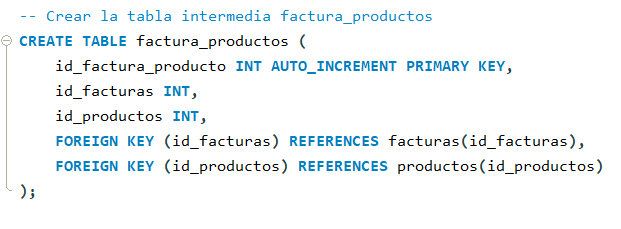 -- Crear la tabla intermedia factura_productos
CREATE TABLE factura_productos (
    id_factura_producto INT AUTO_INCREMENT PRIMARY KEY,
    id_facturas INT,
    id_productos INT,
    FOREIGN KEY (id_facturas) REFERENCES facturas(id_facturas),
    FOREIGN KEY (id_productos) REFERENCES productos(id_productos)
);